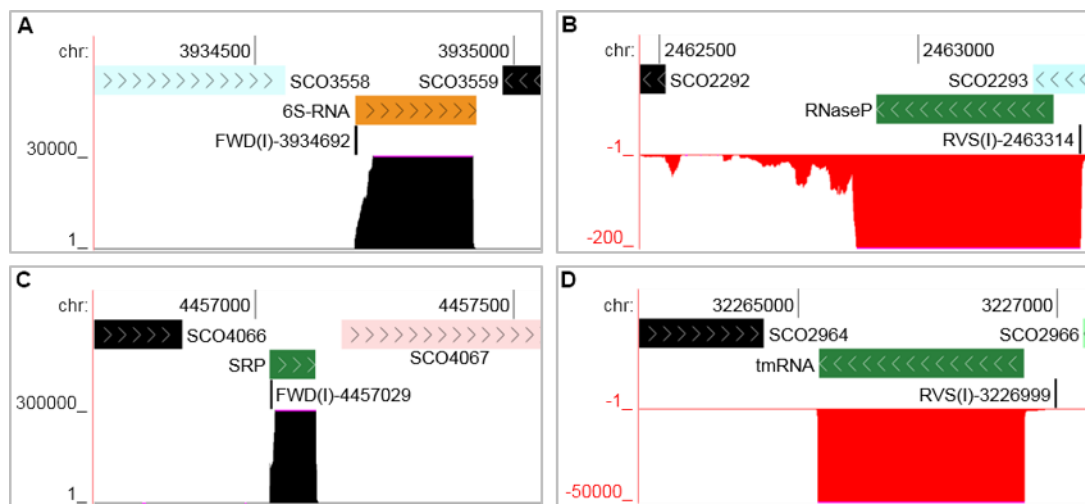 A
chr: 3934500 3935000
SCO3558 SCO3559
6S-RNA
FWD(I)-3934692
30000_
1_
B
chr: 2462500 2463000
SCO2292 SCO2293
RNaseP
RVS(I)-2463314
-1_
-200_
C
chr: 4457000 4457500
SCO4066
SCO4067
SRP
FWD(I)-4457029
300000_
1_
D
chr: 32265000 3227000
SCO2964 SCO2966
tmRNA
RVS(I)-3226999
-1_
-50000_